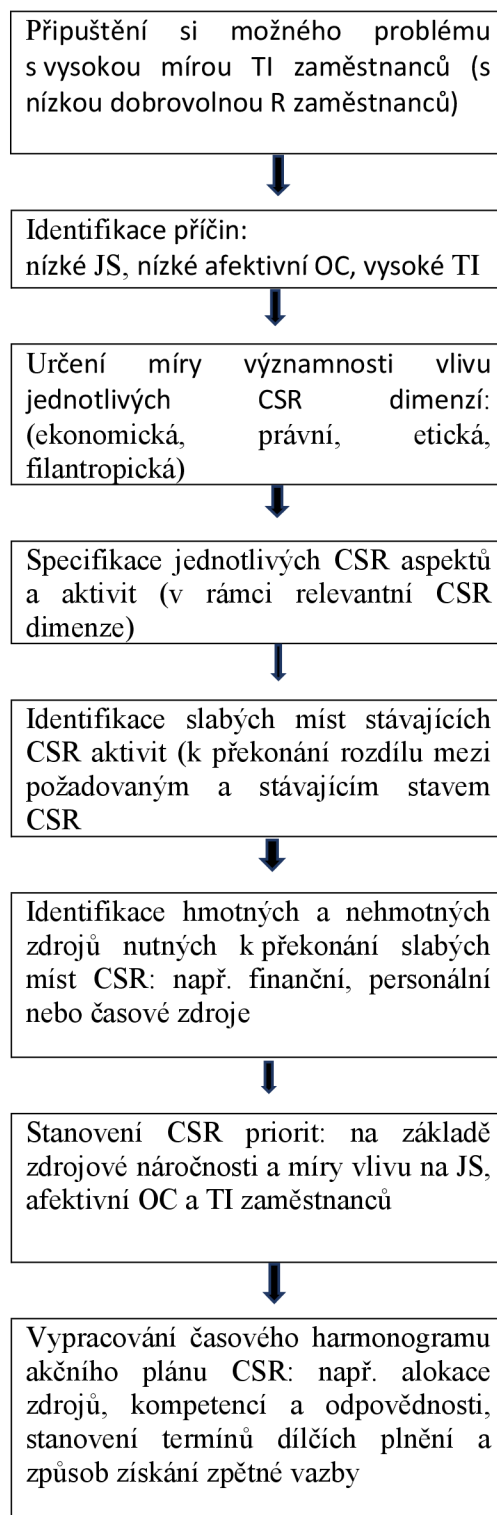 Připuštění si možného problému
s vysokou mírou TI zaměstnanců (s
nízkou dobrovolnou R zaměstnanců)
Identifikace příčin:
nízké JS, nízké afektivní OC, vysoké TI
Určení míry významnosti vlivu
jednotlivých CSR dimenzí:
(ekonomická, právní, etická,
filantropická)
Specifikace jednotlivých CSR aspektů
a aktivit (v rámci relevantní CSR
dimenze)
Identifikace slabých míst stávajících
CSR aktivit (k překonání rozdílu mezi
požadovaným a stávajícím stavem
CSR
Identifikace hmotných a nehmotných
zdrojů nutných k překonání slabých
míst CSR: např. finanční, personální
nebo časové zdroje
Stanovení CSR priorit: na základě
zdrojové náročnosti a míry vlivu na JS,
afektivní OC a TI zaměstnanců
Vypracování časového harmonogramu
akčního plánu CSR: např. alokace
zdrojů, kompetencí a odpovědnosti,
stanovení termínů dílčích plnění a
způsob získání zpětné vazby